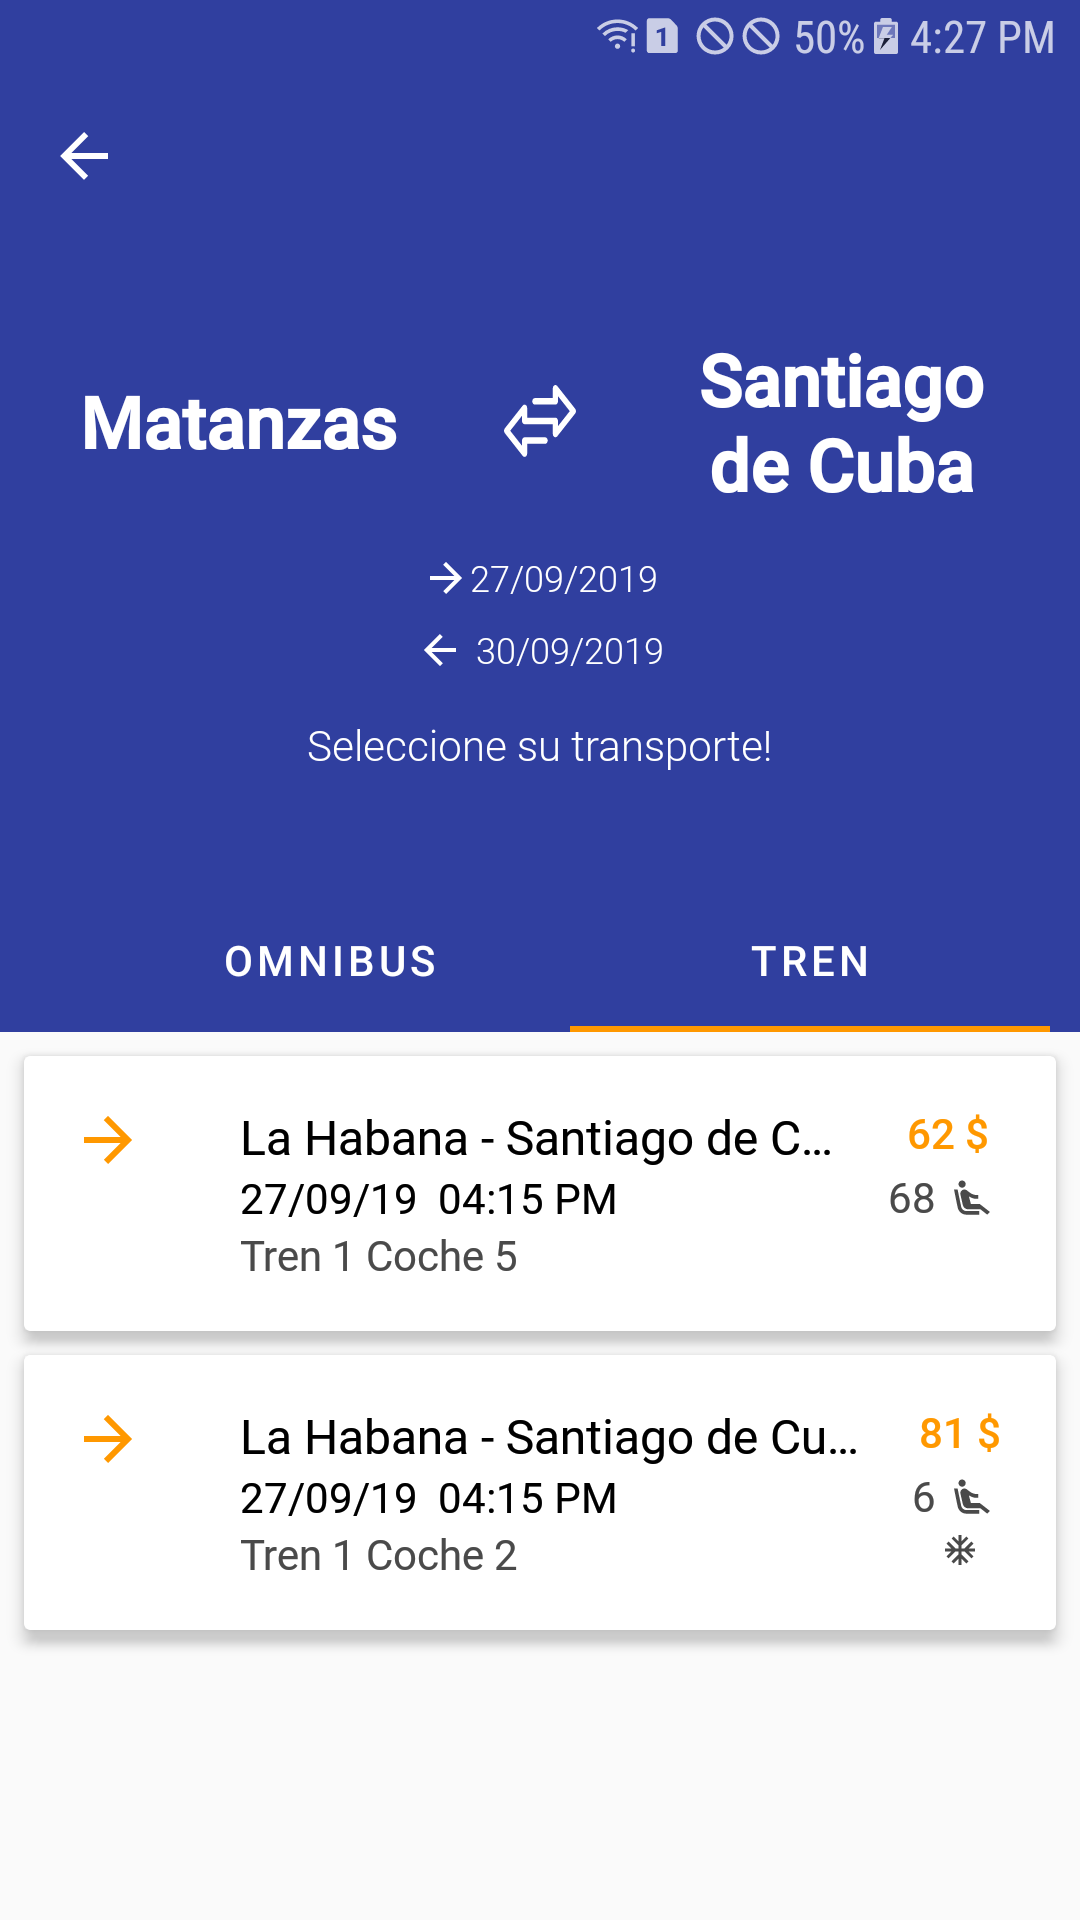 1 50% 4:27 PM
Matanzas
Santiago
de Cuba
27/09/2019
30/09/2019
Seleccione su transporte!
OMNIBUS TREN
La Habana - Santiago de C... 62 $
27/09/19 04:15 PM 68
Tren 1 Coche 5
La Habana - Santiago de Cu... 81 $
27/09/19 04:15 PM 6
Tren 1 Coche 2